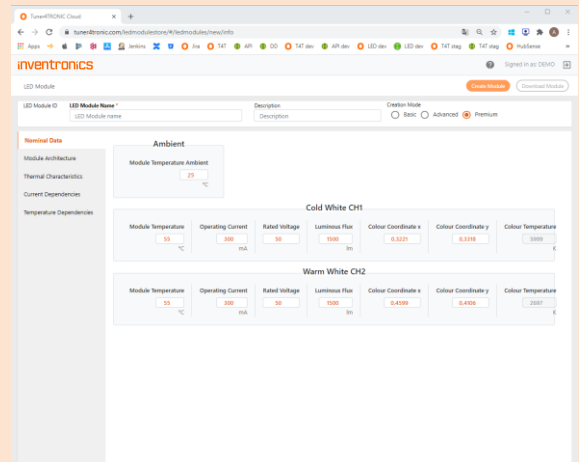 Tuner4TRONIC Cloud
tuner4tronic.com/ledmodulestore/#/ledmodules/new/info
Apps Jenkins Jira T4T API DO T4T dev API dev LED dev LED dev T4T stag T4T stag HubSense
inventronics
Signed in as: DEMO
LED Module
Create Module
Download Module
LED Module ID LED Module Name * Description Creation Mode
LED Module name Description Basic Advanced Premium
Nominal Data
Module Architecture
Thermal Characteristics
Current Dependencies
Temperature Dependencies
Ambient
Module Temperature Ambient
25
°C
Cold White CH1
Module Temperature Operating Current Rated Voltage Luminous Flux Colour Coordinate x Colour Coordinate y Colour Temperature
55 300 50 1500 0,3221 0,3318 5999
°C mA lm K
Warm White CH2
Module Temperature Operating Current Rated Voltage Luminous Flux Colour Coordinate x Colour Coordinate y Colour Temperature
55 300 50 1500 0,4599 0,4106 2697
°C mA lm K